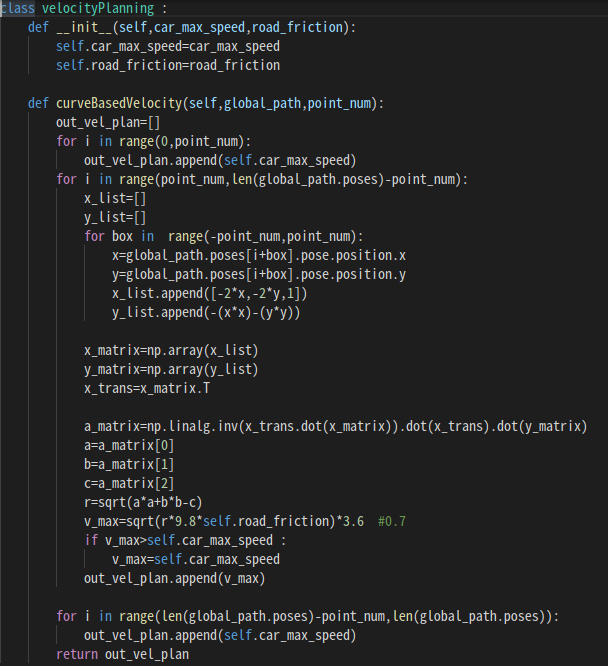 class velocityPlanning :
    def __init__(self,car_max_speed,road_friction):
        self.car_max_speed=car_max_speed
        self.road_friction=road_friction

    def curveBasedVelocity(self,global_path,point_num):
        out_vel_plan=[]
        for i in range(0,point_num):
            out_vel_plan.append(self.car_max_speed)
        for i in range(point_num,len(global_path.poses)-point_num):
            x_list=[]
            y_list=[]
            for box in  range(-point_num,point_num):
                x=global_path.poses[i+box].pose.position.x
                y=global_path.poses[i+box].pose.position.y
                x_list.append([-2*x,-2*y,1])
                y_list.append(-(x*x)-(y*y))

            x_matrix=np.array(x_list)
            y_matrix=np.array(y_list)
            x_trans=x_matrix.T

            a_matrix=np.linalg.inv(x_trans.dot(x_matrix)).dot(x_trans).dot(y_matrix)
            a=a_matrix[0]
            b=a_matrix[1]
            c=a_matrix[2]
            r=sqrt(a*a+b*b-c)
            v_max=sqrt(r*9.8*self.road_friction)*3.6  #0.7
            if v_max>self.car_max_speed :
                v_max=self.car_max_speed
            out_vel_plan.append(v_max)

        for i in range(len(global_path.poses)-point_num,len(global_path.poses)):
            out_vel_plan.append(self.car_max_speed)
        return out_vel_plan